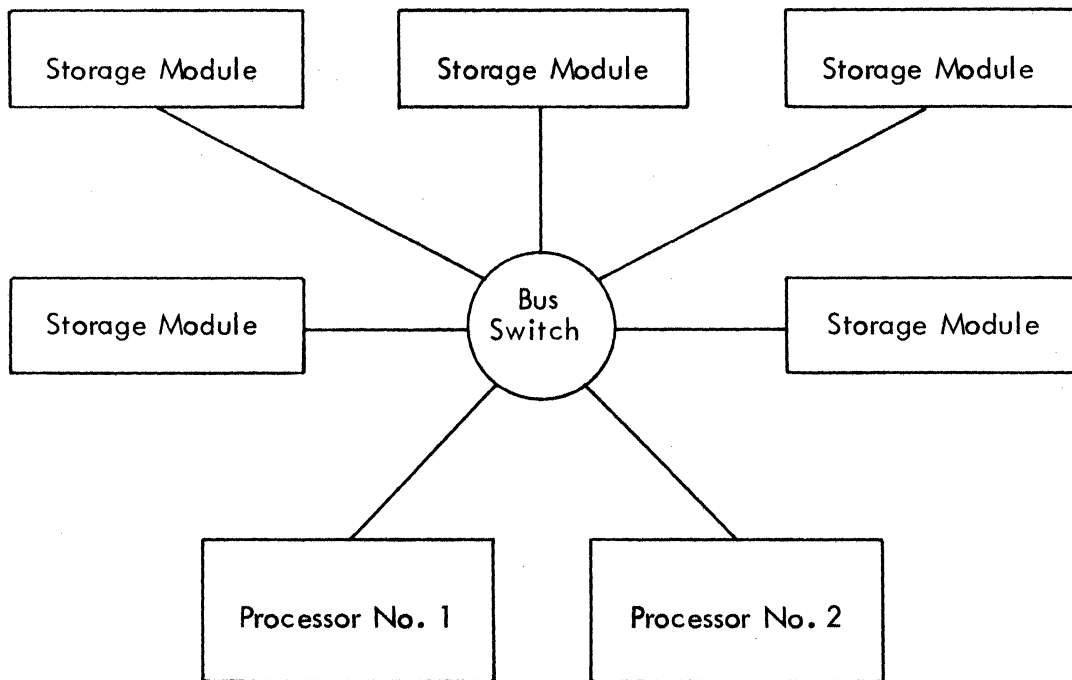 Storage Module
Storage Module
Storage Module
Storage Module
Bus
Switch
Storage Module
Processor No. 1
Processor No. 2